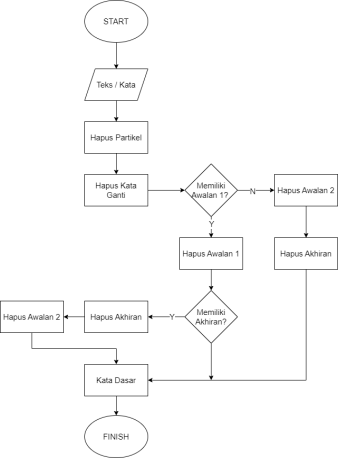 START
Teks / Kata
Hapus Partikel
Hapus Kata
Ganti
Memiliki
Awalan 1?
N
Hapus Awalan 2
Y
Hapus Awalan 1
Hapus Akhiran
Memiliki
Akhiran?
Y
Hapus Akhiran
Hapus Awalan 2
Kata Dasar
FINISH